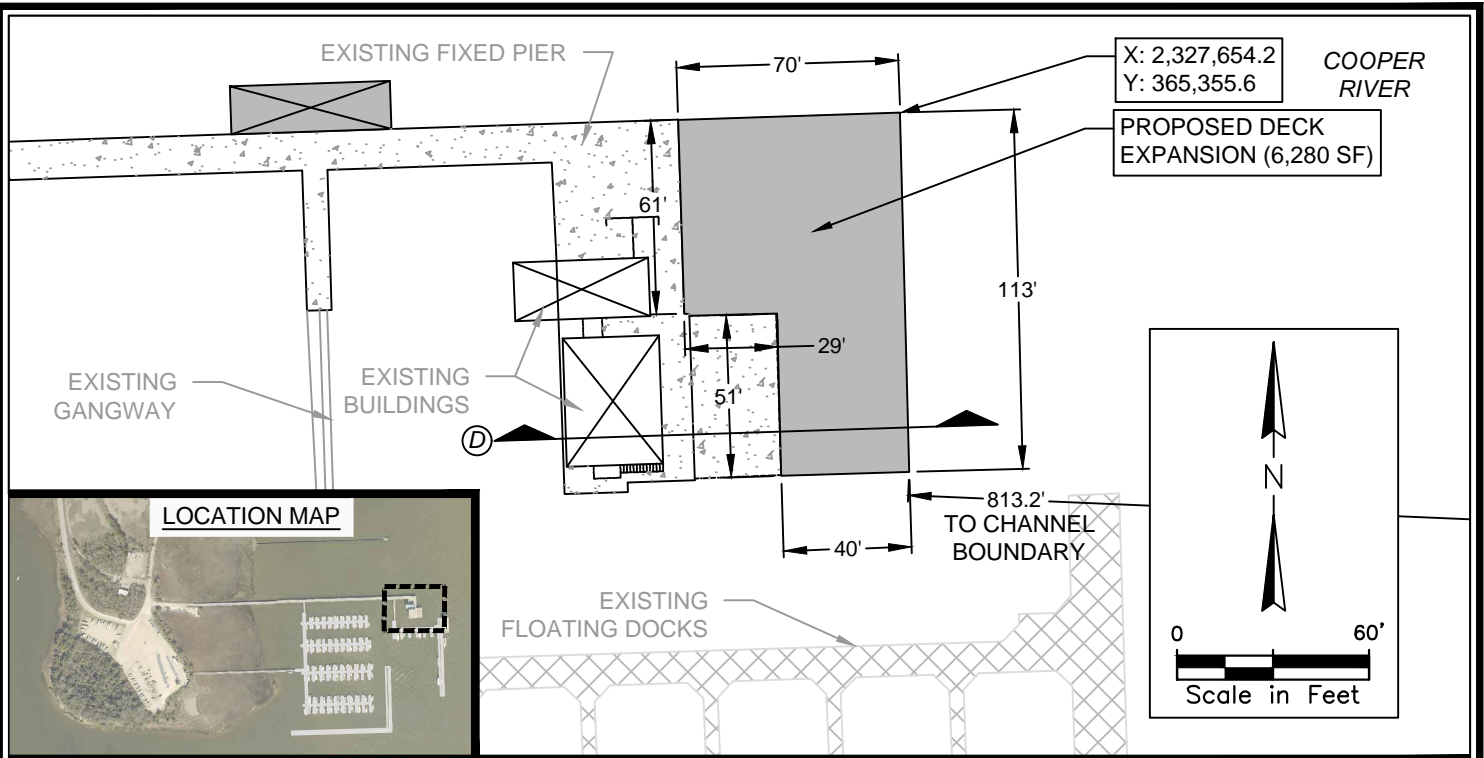 EXISTING FIXED PIER
70'
X: 2,327,654.2
Y: 365,355.6
COOPER
RIVER
PROPOSED DECK
EXPANSION (6,280 SF)
61'
113'
29'
EXISTING
GANGWAY
EXISTING
BUILDINGS
51'
D
813.2'
TO CHANNEL
BOUNDARY
40'
N
LOCATION MAP
EXISTING
FLOATING DOCKS
0 60'
Scale in Feet